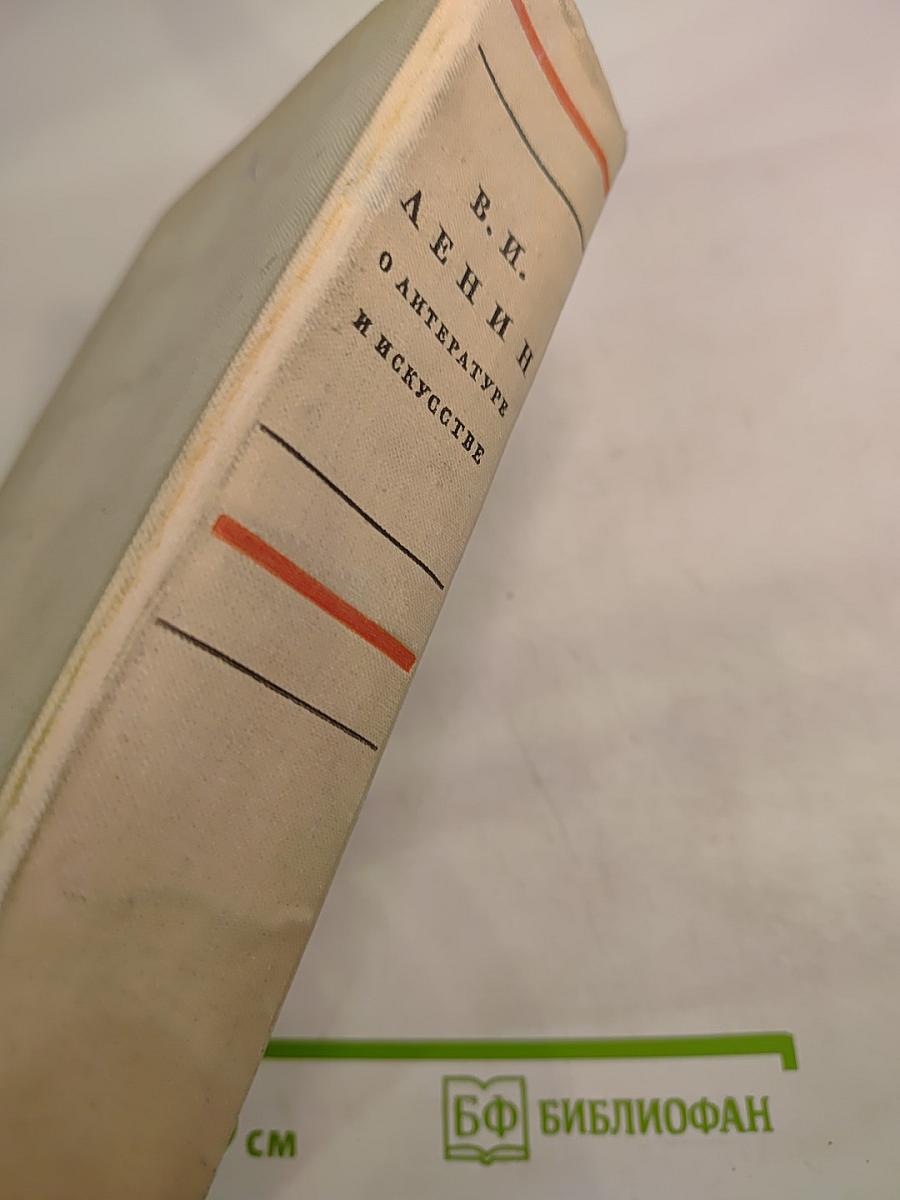 В. И.
ЛЕНИН
О ЛИТЕРАТУРЕ
И ИСКУССТВЕ
см
БФ БИБЛИОФАН